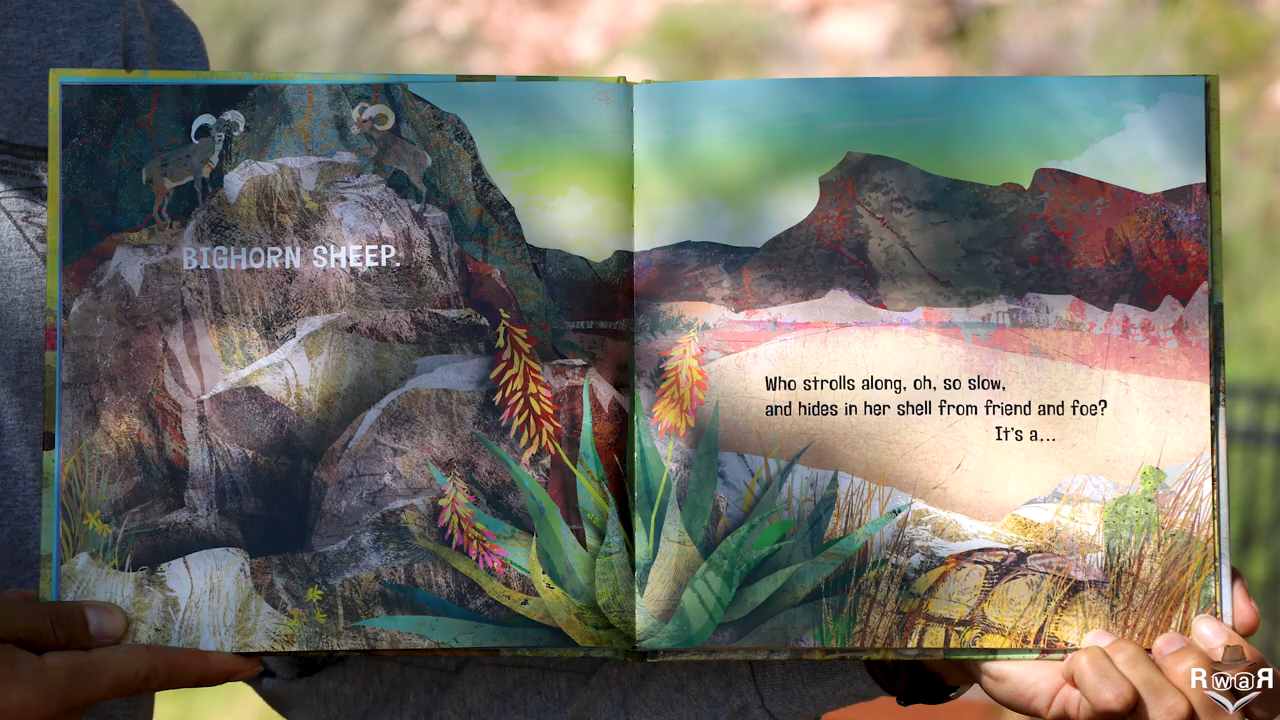 BIGHORN SHEEP.
Who strolls along, oh, so slow,
and hides in her shell from friend and foe?
It's a...
RwaR